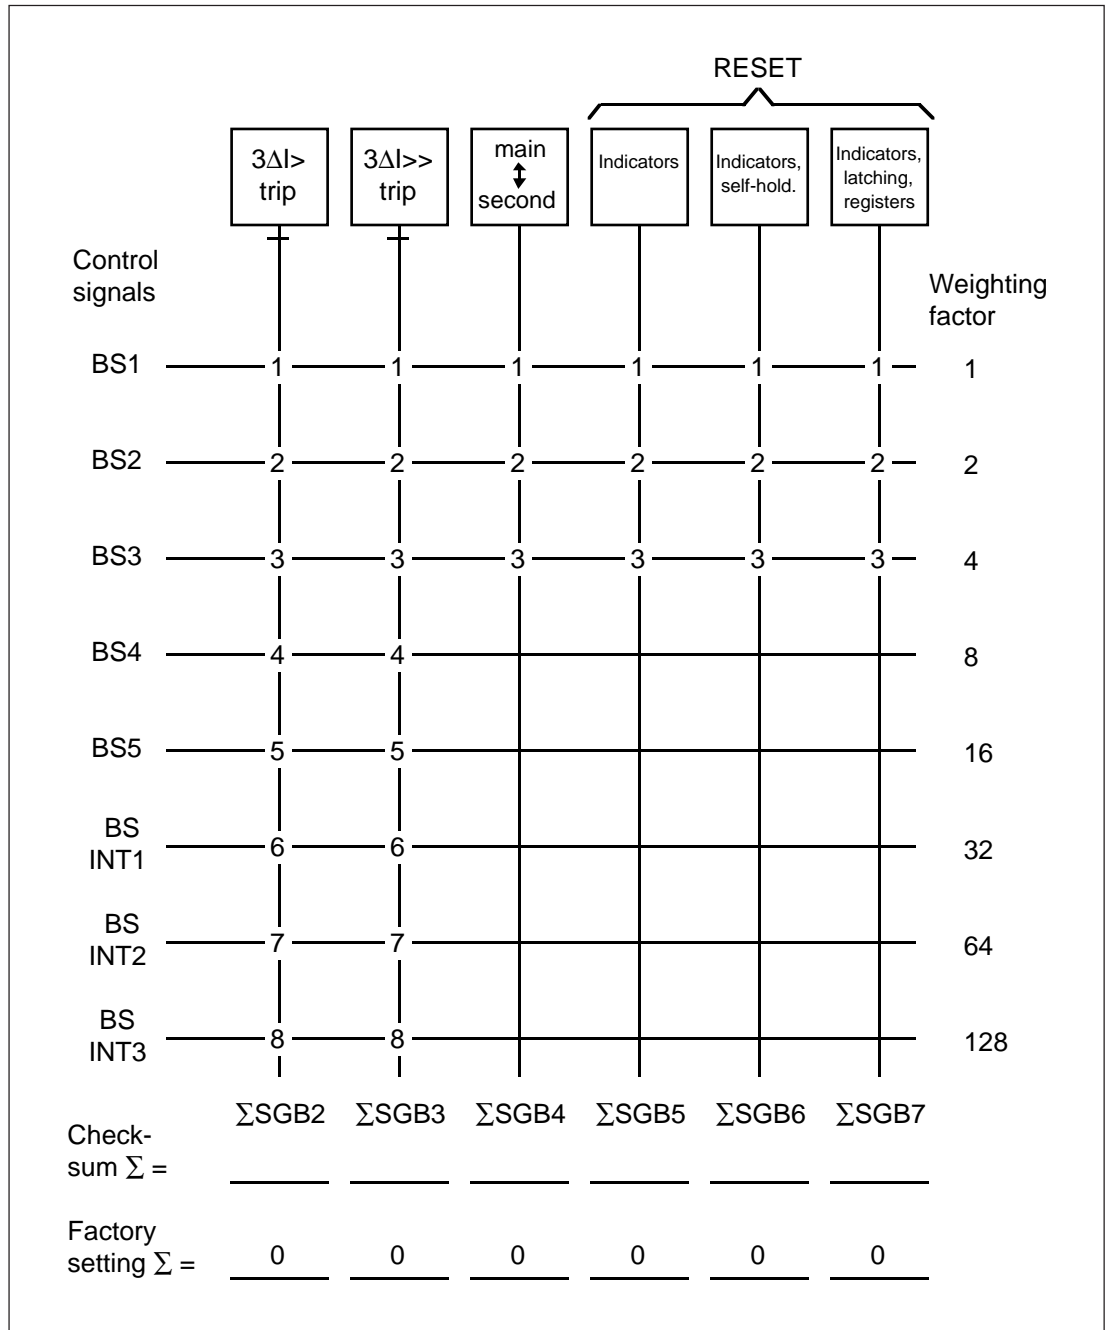 RESET
3ΔI>
trip
3ΔI>>
trip
main
second
Indicators
Indicators,
self-hold.
Indicators,
latching,
registers
Control
signals
Weighting
factor
BS1 1 1 1 1 1 1 1
BS2 2 2 2 2 2 2 2
BS3 3 3 3 3 3 3 4
BS4 4 4 8
BS5 5 5 16
BS
INT1 6 6 32
BS
INT2 7 7 64
BS
INT3 8 8 128
ΣSGB2 ΣSGB3 ΣSGB4 ΣSGB5 ΣSGB6 ΣSGB7
Check-
sum Σ =
Factory
setting Σ = 0 0 0 0 0 0